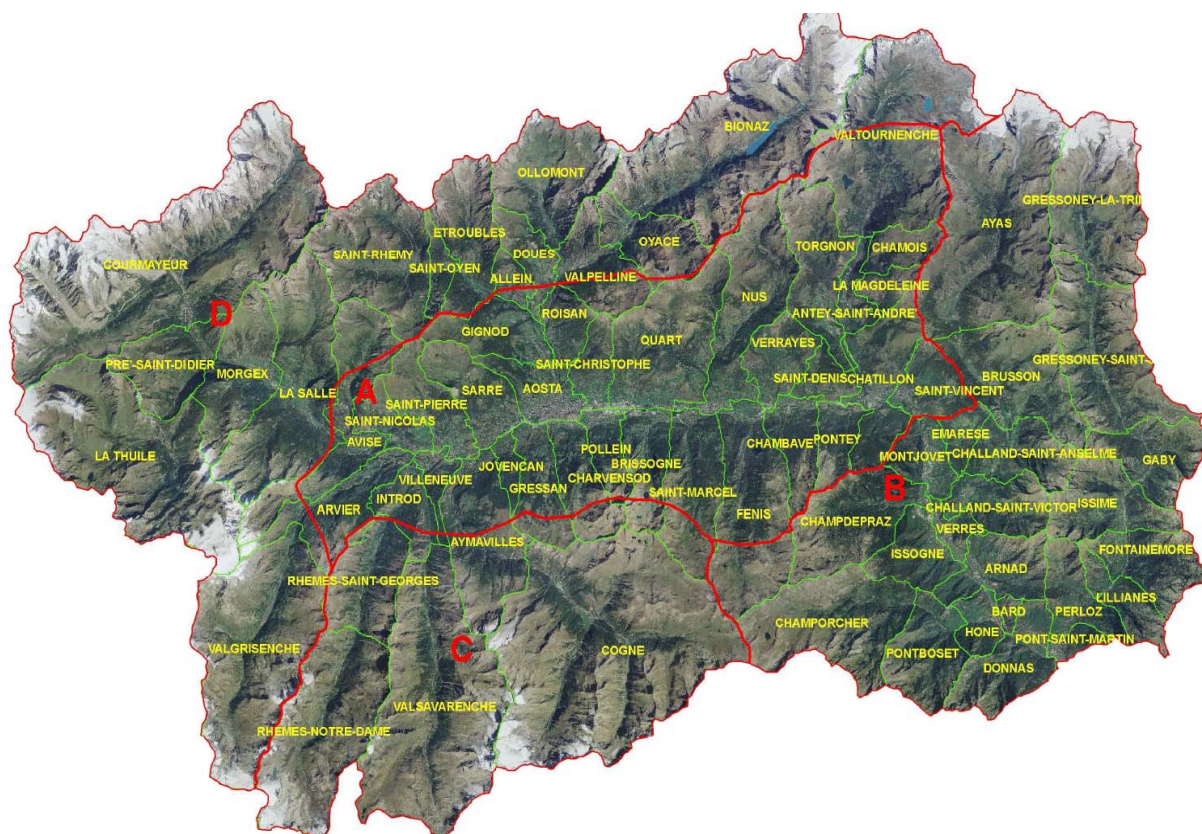 BIONAZ
VALTOURNENCHE
OLLOMONT
GRESSONEY-LA-TRI
AYAS
ETROUBLES
OYACE
SAINT-RHEMY
DOUES
TORGNON
CHAMOIS
COURMAYEUR
SAINT-OYEN
ALLEIN
VALPELLINE
LA MAGDELEINE
NUS
D
ROISAN
ANTEY-SAINT-ANDRE'
GIGNOD
QUART
VERRAYES
PRE'-SAINT-DIDIER
MORGEX
SAINT-CHRISTOPHE
GRESSONEY-SAINT-
BRUSSON
LA SALLE
A
SARRE
AOSTA
SAINT-DENIS
CHATILLON
SAINT-VINCENT
SAINT-PIERRE
SAINT-NICOLAS
AVISE
EMARESE
POLLEIN
CHAMBAVE
PONTEY
LA THUILE
MONTJOVET
CHALLAND-SAINT-ANSELME
GABY
JOVENCAN
BRISSOGNE
VILLENEUVE
CHARVENSOD
GRESSAN
SAINT-MARCEL
B
INTROD
ARVIER
FENIS
CHALLAND-SAINT-VICTOR
ISSIME
CHAMPDEPRAZ
VERRES
AYMAVILLES
ISSOGNE
FONTAINEMORE
ARNAD
RHEMES-SAINT-GEORGES
LILLIANES
BARD
PERLOZ
CHAMPORCHER
HONE
PONT-SAINT-MARTIN
VALGRISENCHE
C
COGNE
PONTBOSET
DONNAS
VALSAVARENCHE
RHEMES-NOTRE-DAME